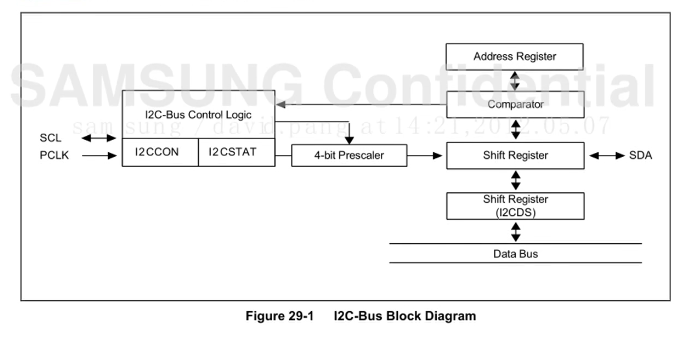 SAMSUNG Confidential
Address Register
Comparator
I2C-Bus Control Logic
samsung / david.pang at 14:21,2012.05.07
SCL
PCLK
I2CCON
I2CSTAT
4-bit Prescaler
Shift Register
SDA
Shift Register
(I2CDS)
Data Bus
Figure 29-1 I2C-Bus Block Diagram